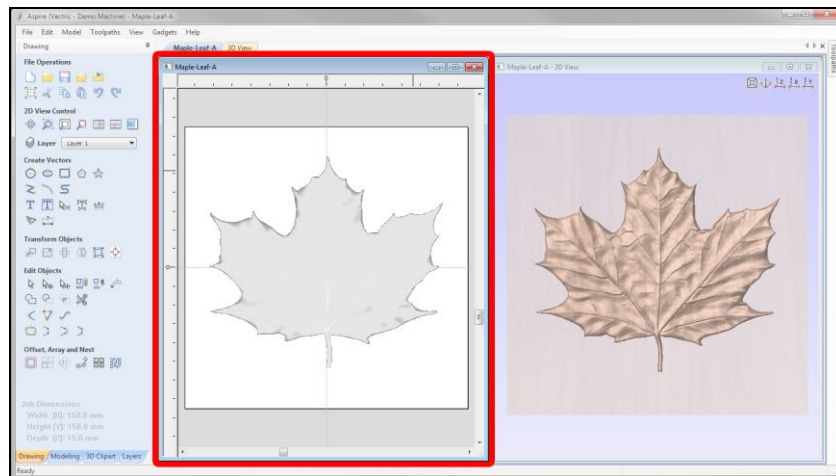 Aspire (Vectric - Demo Machine) - Maple-Leaf-A
File Edit Model Toolpaths View Gadgets Help
Drawing
Maple-Leaf-A 3D View
Toolpaths
File Operations
Maple-Leaf-A
Maple-Leaf-A - 3D View
2D View Control
Layer Layer 1
Create Vectors
Transform Objects
Edit Objects
Offset, Array and Nest
Job Dimensions
Width (X): 150.0 mm
Height (Y): 150.0 mm
Depth (Z): 15.0 mm
Drawing Modeling 3D Clipart Layers
Ready